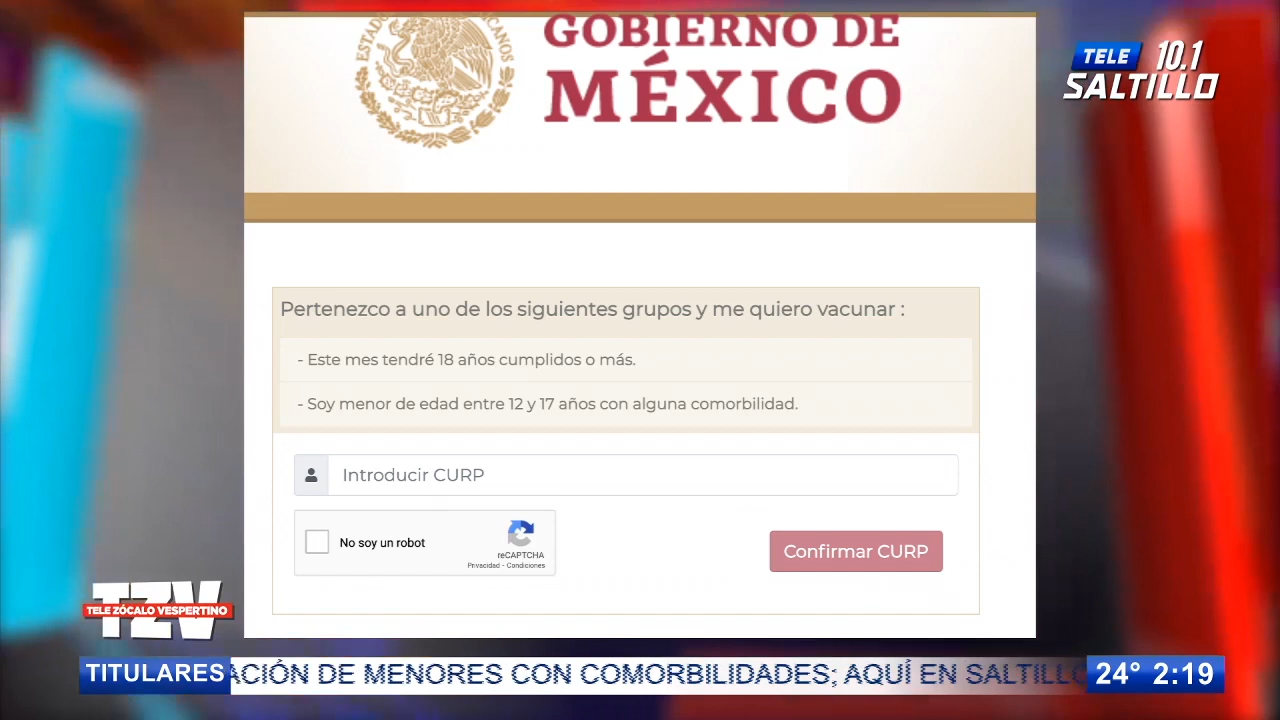 GOBIERNO DE
MÉXICO
TELE 10.1
SALTILLO
Pertenezco a uno de los siguientes grupos y me quiero vacunar :
- Este mes tendré 18 años cumplidos o más.
- Soy menor de edad entre 12 y 17 años con alguna comorbilidad.
Introducir CURP
No soy un robot
reCAPTCHA
Privacidad - Condiciones
Confirmar CURP
TZV
TELE ZÓCALO VESPERTINO
TITULARES
ACIÓN DE MENORES CON COMORBILIDADES; AQUÍ EN SALTILLO
24° 2:19